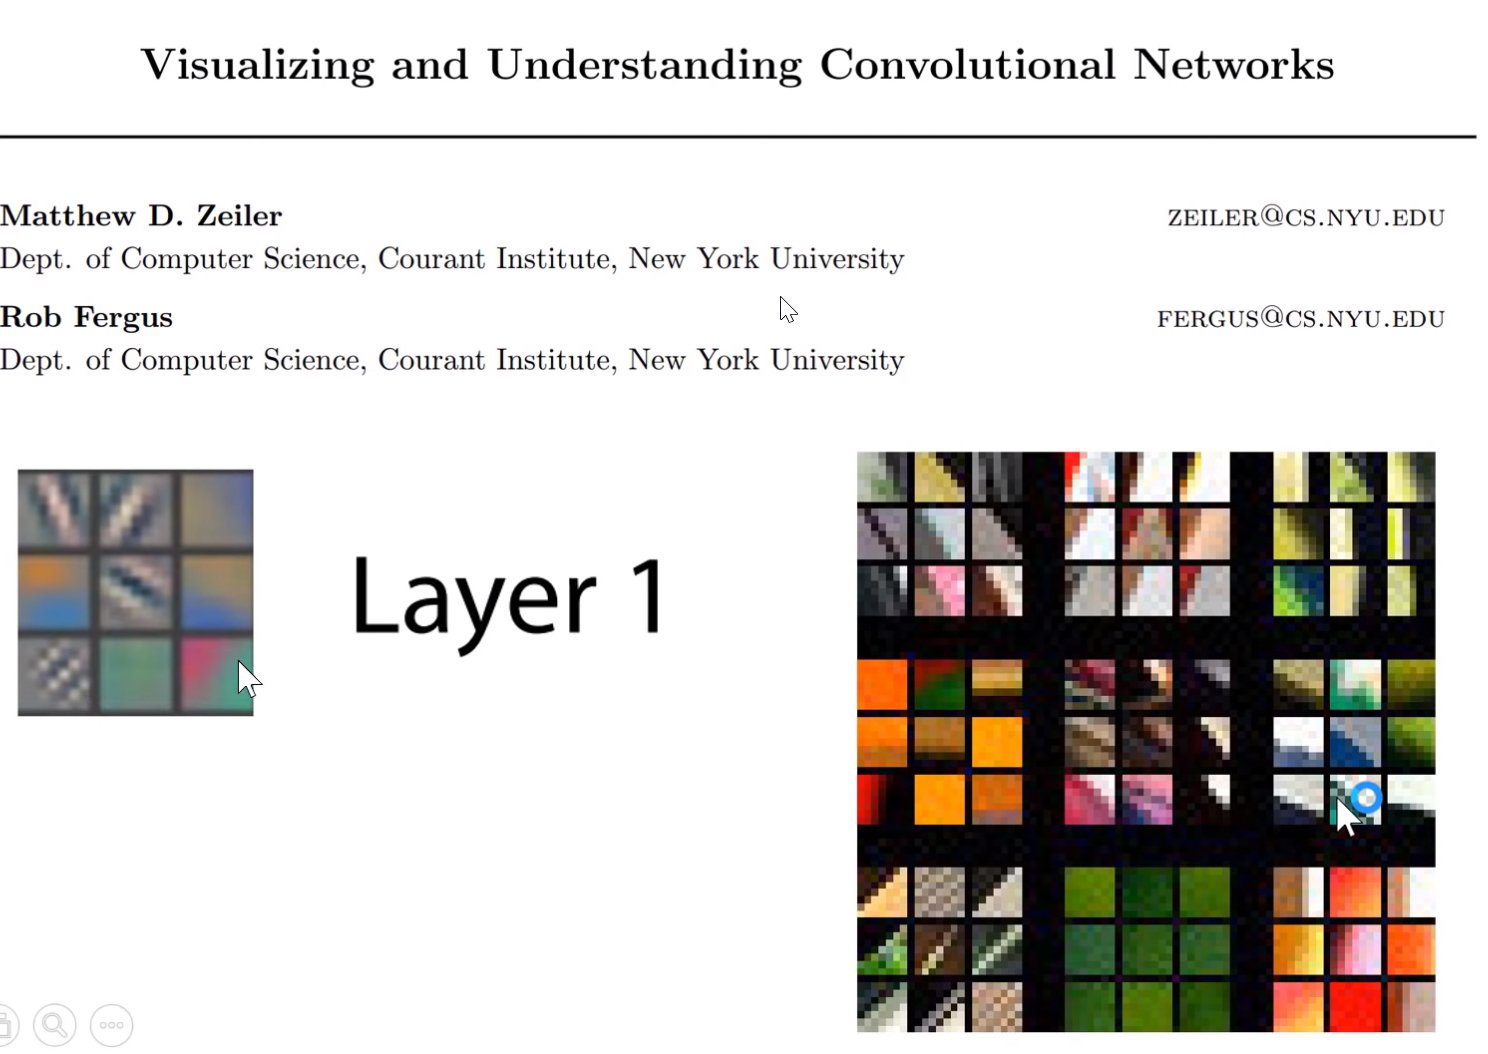 Visualizing and Understanding Convolutional Networks
Matthew D. Zeiler ZEILER@CS.NYU.EDU
Dept. of Computer Science, Courant Institute, New York University
Rob Fergus FERGUS@CS.NYU.EDU
Dept. of Computer Science, Courant Institute, New York University
Layer 1